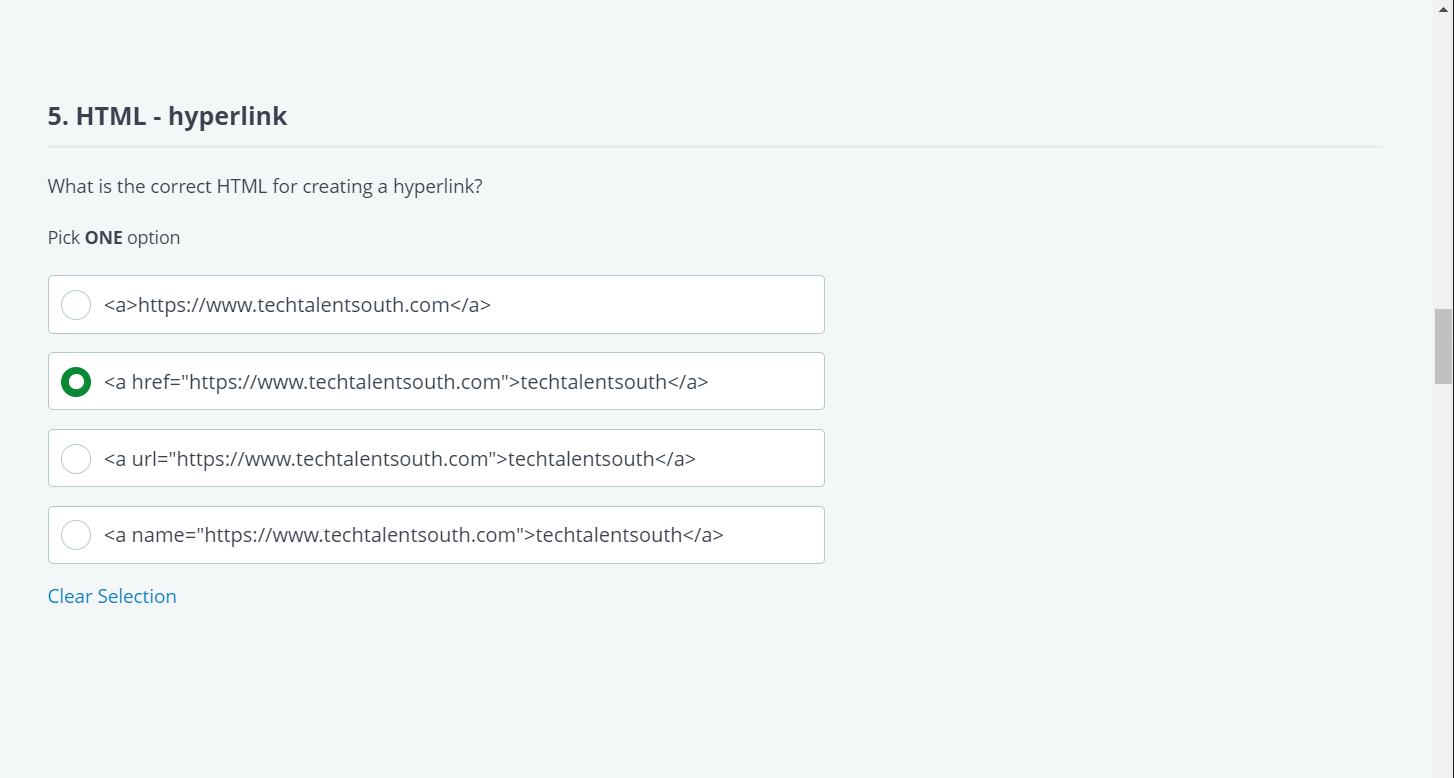 5. HTML - hyperlink
What is the correct HTML for creating a hyperlink?
Pick ONE option
<a>https://www.techtalentsouth.com</a>
<a href="https://www.techtalentsouth.com">techtalentsouth</a>
<a url="https://www.techtalentsouth.com">techtalentsouth</a>
<a name="https://www.techtalentsouth.com">techtalentsouth</a>
Clear Selection